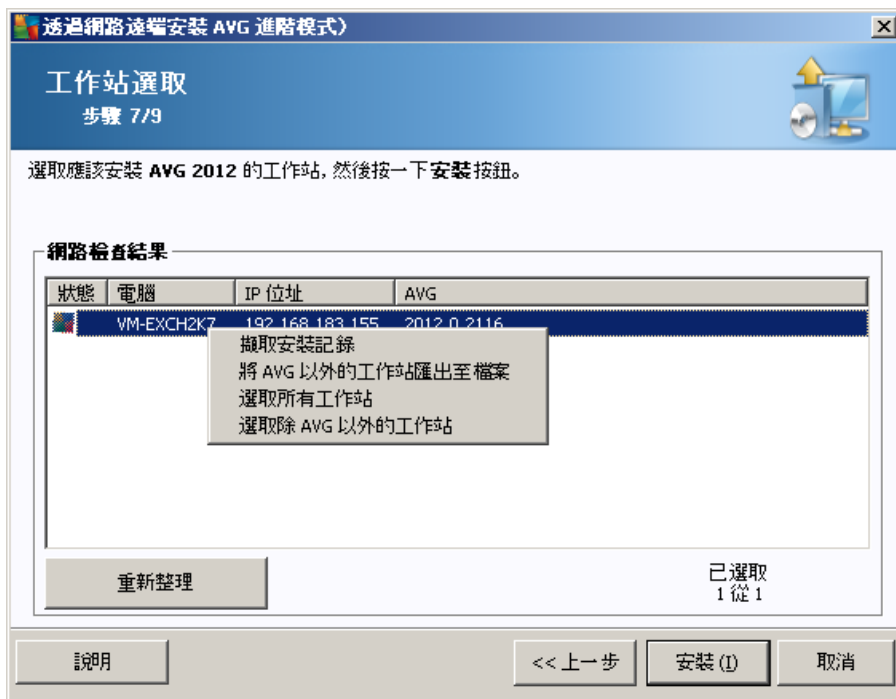 透過網路遠端安裝 AVG 進階模式)
工作站選取
步驟 7/9
選取應該安裝 AVG 2012 的工作站, 然後按一下安裝按鈕。
網路檢查結果
狀態 電腦 IP 位址 AVG
VM-EXCH2K7 192.168.183.155 2012.0.2116
擷取安裝記錄
將 AVG 以外的工作站匯出至檔案
選取所有工作站
選取除 AVG 以外的工作站
重新整理
已選取
1 從 1
說明 << 上一步 安裝(I) 取消